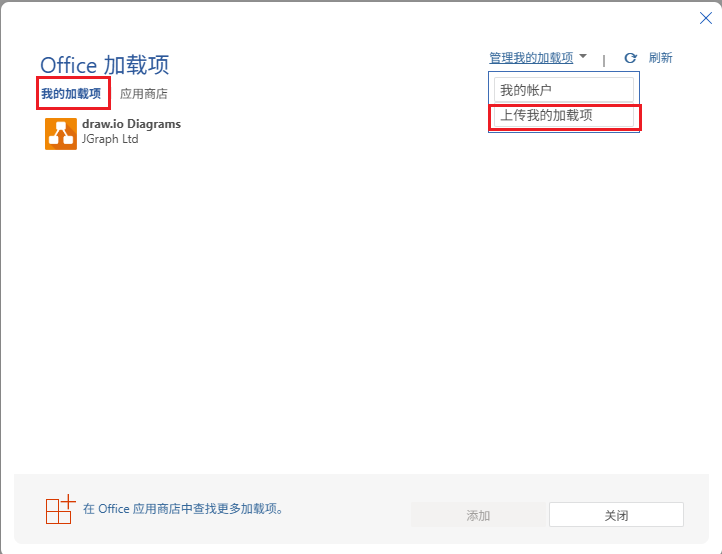 Office 加载项
管理我的加载项 | 刷新
我的加载项 应用商店
我的帐户
上传我的加载项
draw.io Diagrams
JGraph Ltd
在 Office 应用商店中查找更多加载项。
添加 关闭